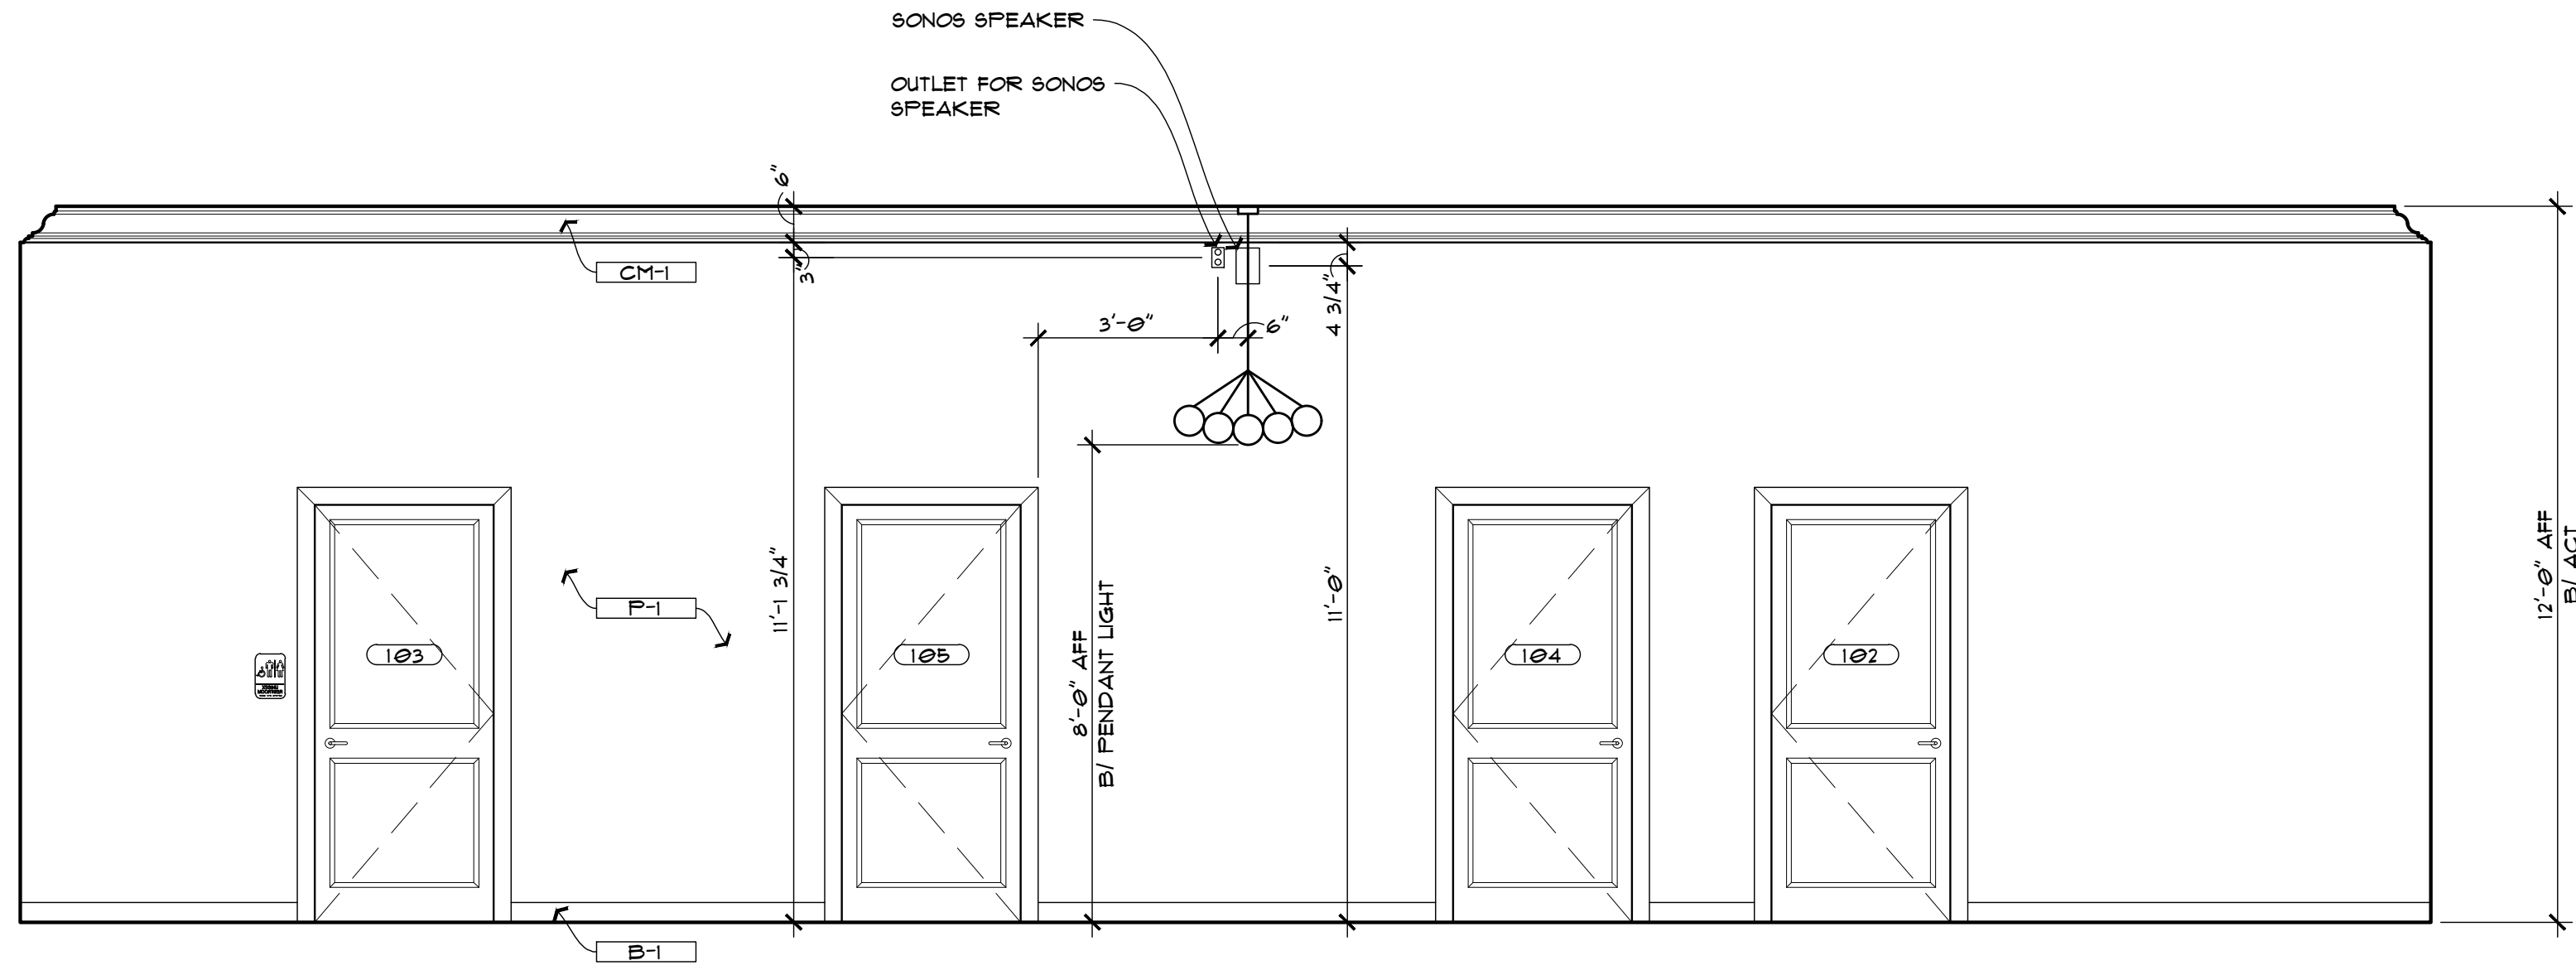 SONOS SPEAKER
OUTLET FOR SONOS
SPEAKER
6"
CM-1
3"
3'-0"
6"
4 3/4"
P-1
11'-1 3/4"
8'-0" AFF
B/ PENDANT LIGHT
11'-0"
12'-0" AFF
B/ ACT
103
105
104
102
B-1